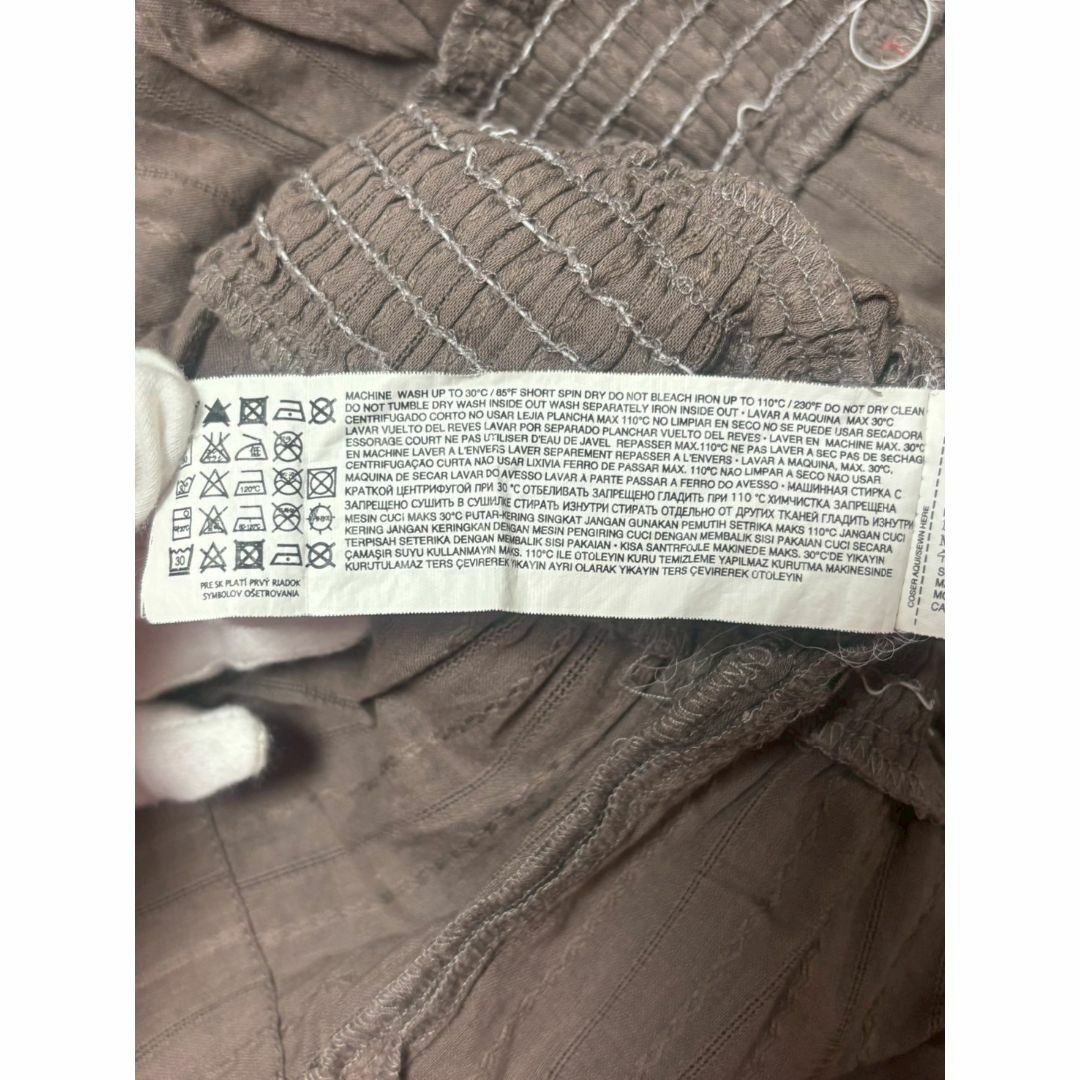 MACHINE WASH UP TO 30°C / 85°F SHORT SPIN DRY DO NOT BLEACH IRON UP TO 110°C / 230°F DO NOT DRY CLEAN
DO NOT TUMBLE DRY WASH INSIDE OUT WASH SEPARATELY IRON INSIDE OUT • LAVAR A MAQUINA MAX 30°C
CENTRIFUGADO CORTO NO USAR LEJIA PLANCHA MAX 110°C NO LIMPIAR EN SECO NO SE PUEDE USAR SECADORA
LAVAR VUELTO DEL REVES LAVAR POR SEPARADO PLANCHAR VUELTO DEL REVES • LAVER EN MACHINE MAX. 30°C
ESSORAGE COURT NE PAS UTILISER D'EAU DE JAVEL REPASSER MAX.110°C NE PAS LAVER A SEC PAS DE SECHAGE
EN MACHINE LAVER A L'ENVERS LAVER SEPAREMENT REPASSER A L'ENVERS • LAVAR À MAQUINA, MAX. 30°C,
CENTRIFUGAÇÃO CURTA NÃO USAR LIXIVIA FERRO DE PASSAR MÁX. 110°C NÃO LIMPAR A SECO NÃO USAR
MAQUINA DE SECAR LAVAR DO AVESSO LAVAR À PARTE PASSAR A FERRO DO AVESSO • МАШИННАЯ СТИРКА С
КРАТКОЙ ЦЕНТРИФУГОЙ ПРИ 30 °C ОТБЕЛИВАТЬ ЗАПРЕЩЕНО ГЛАДИТЬ ПРИ 110 °C ХИМЧИСТКА ЗАПРЕЩЕНА
ЗАПРЕЩЕНО СУШИТЬ В СУШИЛКЕ СТИРАТЬ ИЗНУТРИ СТИРАТЬ ОТДЕЛЬНО ОТ ДРУГИХ ТКАНЕЙ ГЛАДИТЬ ИЗНУТРИ
MESIN CUCI MAKS 30°C PUTAR-KERING SINGKAT JANGAN GUNAKAN PEMUTIH SETRIKA MAKS 110°C JANGAN CUCI
KERING JANGAN KERINGKAN DENGAN MESIN PENGIRING CUCI DENGAN MEMBALIK SISI PAKAIAN CUCI SECARA
TERPISAH SETERIKA DENGAN MEMBALIK SISI PAKAIAN • KISA SANTRFÜJLE MAKINEDE MAKS. 30°C'DE YIKAYIN
ÇAMAŞIR SUYU KULLANMAYIN MAKS. 110°C ILE ÜTÜLEYIN KURU TEMIZLEME YAPILMAZ KURUTMA MAKINESINDE
KURUTULAMAZ TERS ÇEVIREREK YIKAYIN AYRI OLARAK YIKAYIN TERS ÇEVIREREK ÜTÜLEYIN
120°C
30
PRE SK PLATÍ PRVÝ RIADOK
SYMBOLOV OŠETROVANIA
COSER AQUI/SEWN HERE